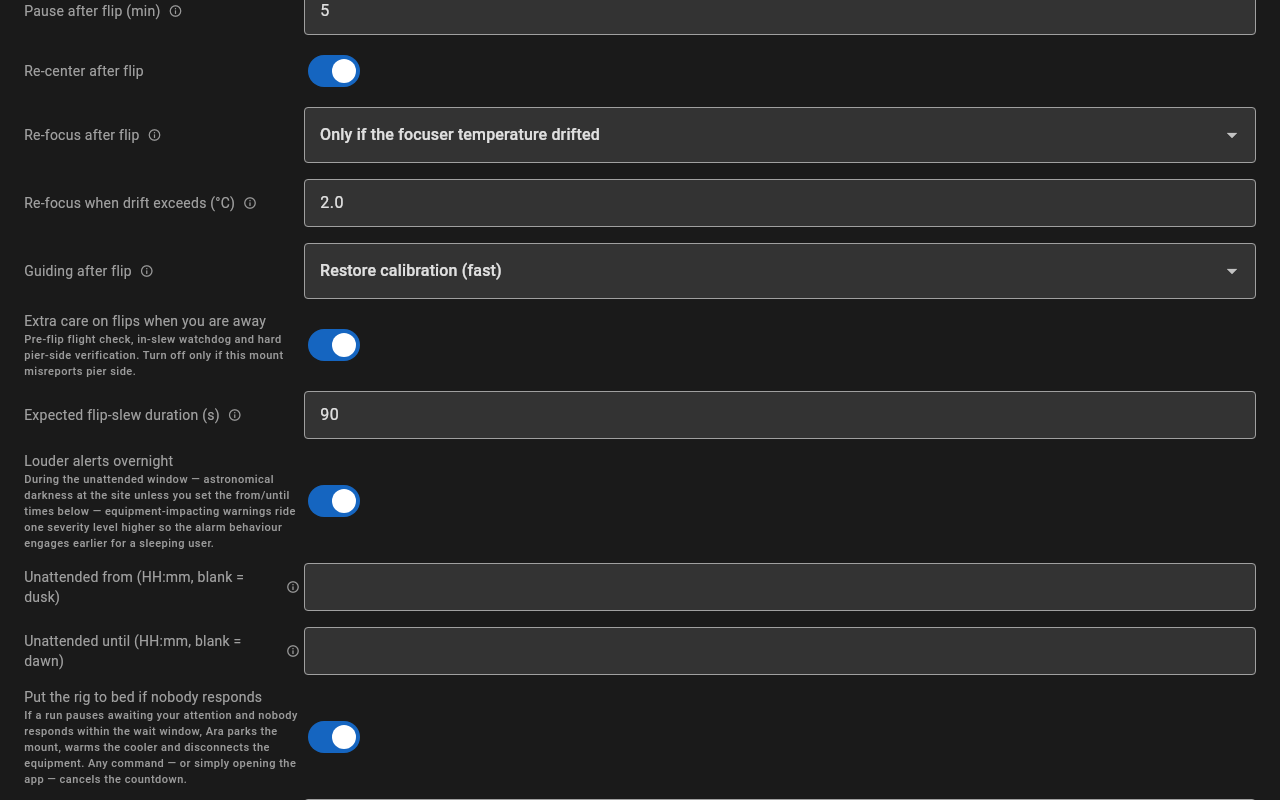 Pause after flip (min)
5
Re-center after flip
Re-focus after flip
Only if the focuser temperature drifted
Re-focus when drift exceeds (°C)
2.0
Guiding after flip
Restore calibration (fast)
Extra care on flips when you are away
Pre-flip flight check, in-slew watchdog and hard
pier-side verification. Turn off only if this mount
misreports pier side.
Expected flip-slew duration (s)
90
Louder alerts overnight
During the unattended window — astronomical
darkness at the site unless you set the from/until
times below — equipment-impacting warnings ride
one severity level higher so the alarm behaviour
engages earlier for a sleeping user.
Unattended from (HH:mm, blank =
dusk)
Unattended until (HH:mm, blank =
dawn)
Put the rig to bed if nobody responds
If a run pauses awaiting your attention and nobody
responds within the wait window, Ara parks the
mount, warms the cooler and disconnects the
equipment. Any command — or simply opening the
app — cancels the countdown.